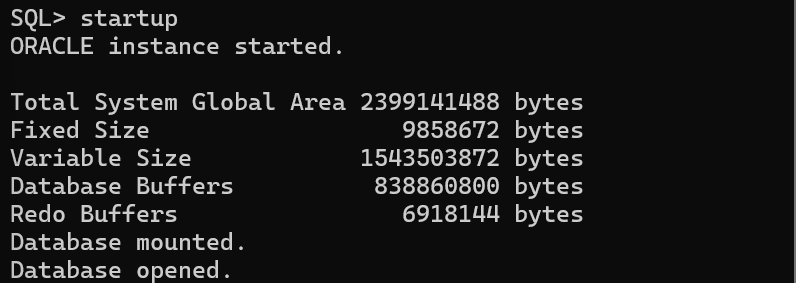 SQL> startup
ORACLE instance started.
Total System Global Area 2399141488 bytes
Fixed Size 9858672 bytes
Variable Size 1543503872 bytes
Database Buffers 838860800 bytes
Redo Buffers 6918144 bytes
Database mounted.
Database opened.